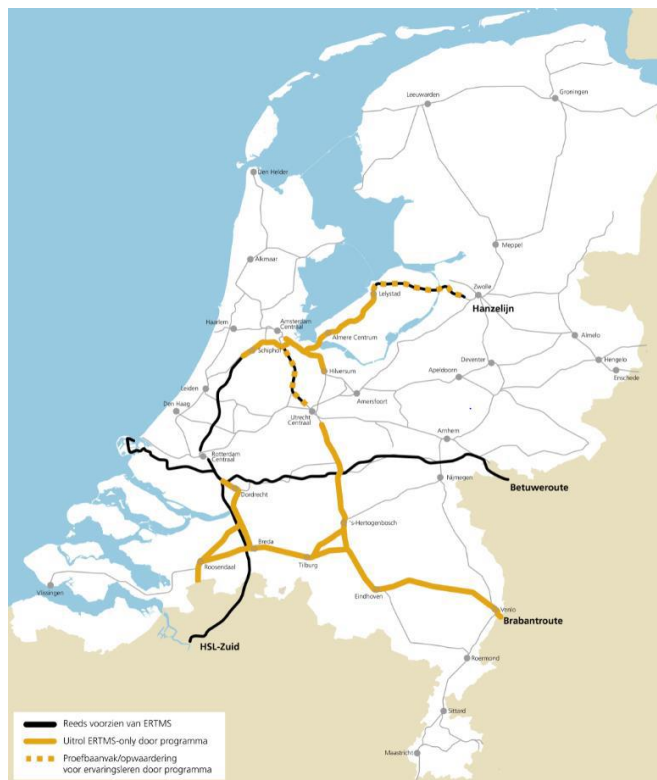 Leeuwarden
Groningen
Den Helder
Meppel
Alkmaar
Zwolle
Lelystad
Hanzelijn
Haarlem
Amsterdam
Centraal
Almere Centrum
Almelo
Schiphol
Hilversum
Deventer
Hengelo
Apeldoorn
Enschede
Leiden
Amersfoort
Den Haag
Utrecht
Centraal
Arnhem
Rotterdam
Centraal
Nijmegen
Betuweroute
Dordrecht
's-Hertogenbosch
Breda
Roosendaal
Tilburg
Vlissingen
Eindhoven
Venlo
Brabantroute
HSL-Zuid
Roermond
Sittard
Maastricht
Reeds voorzien van ERTMS
Uitrol ERTMS-only door programma
Proefbaanvak/opwaardering
voor ervaringsleren door programma